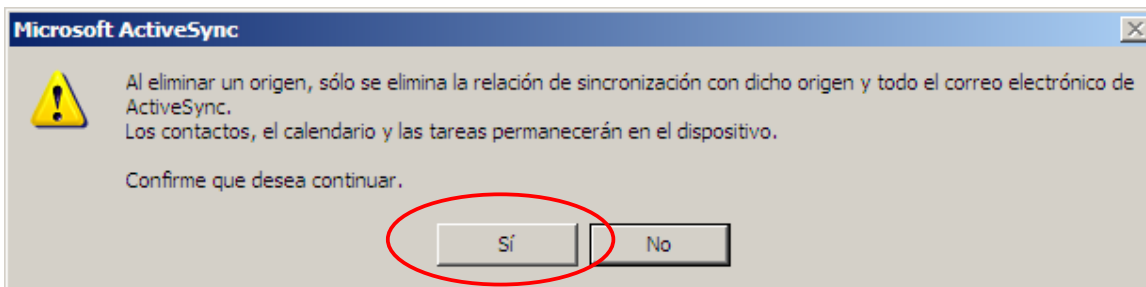 Microsoft ActiveSync
Al eliminar un origen, sólo se elimina la relación de sincronización con dicho origen y todo el correo electrónico de
ActiveSync.
Los contactos, el calendario y las tareas permanecerán en el dispositivo.
Confirme que desea continuar.
Sí No